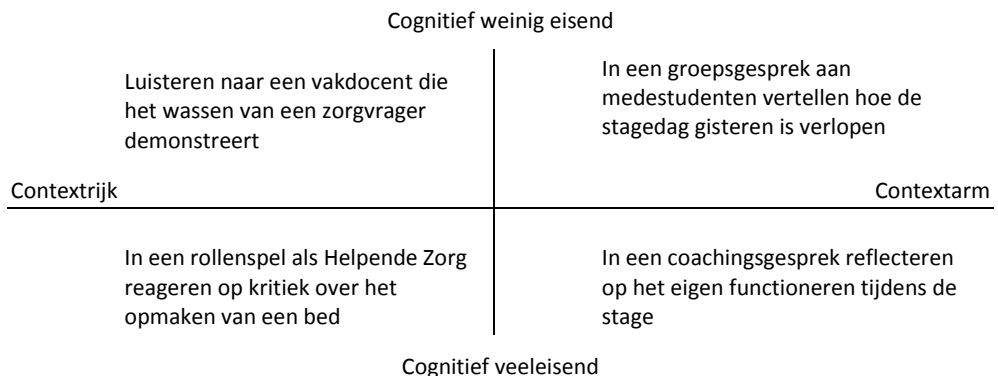 Cognitief weinig eisend
Luisteren naar een vakdocent die
het wassen van een zorgvrager
demonstreert
In een groepsgesprek aan
medestudenten vertellen hoe de
stagedag gisteren is verlopen
Contextrijk
Contextarm
In een rollenspel als Helpende Zorg
reageren op kritiek over het
opmaken van een bed
In een coachingsgesprek reflecteren
op het eigen functioneren tijdens de
stage
Cognitief veeleisend